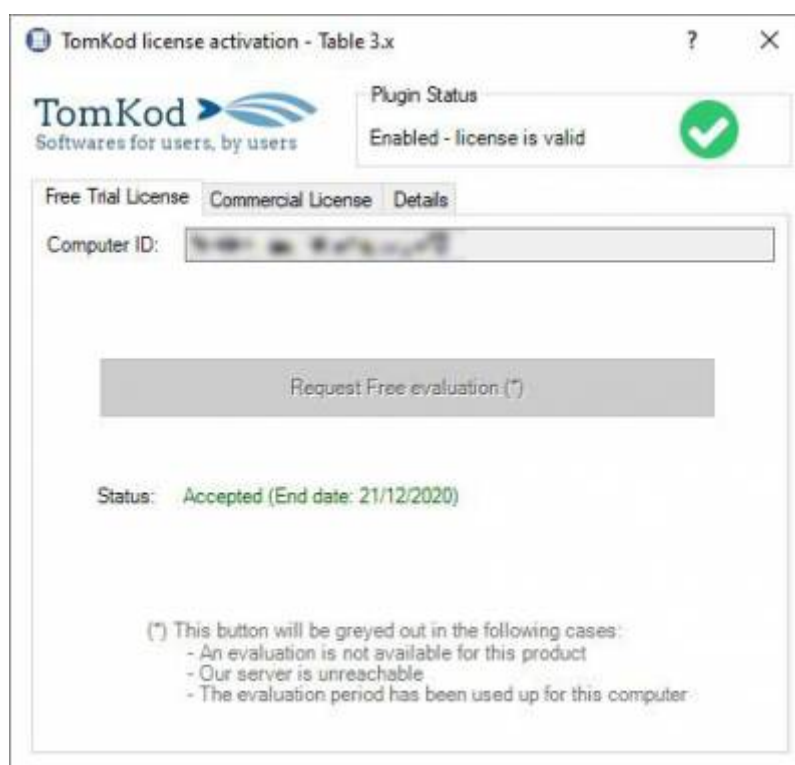 TomKod license activation - Table 3.x ?
TomKod
Softwares for users, by users
Plugin Status
Enabled - license is valid
Free Trial License Commercial License Details
Computer ID:
Request Free evaluation (*)
Status: Accepted (End date: 21/12/2020)
(*) This button will be greyed out in the following cases:
- An evaluation is not available for this product
- Our server is unreachable
- The evaluation period has been used up for this computer